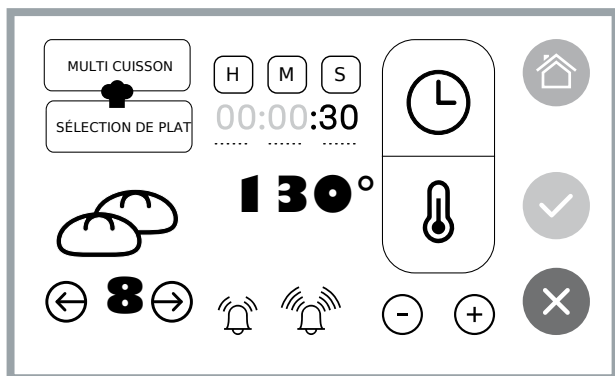 MULTI CUISSON
H M S
SÉLECTION DE PLAT
00:00:30
130°
8